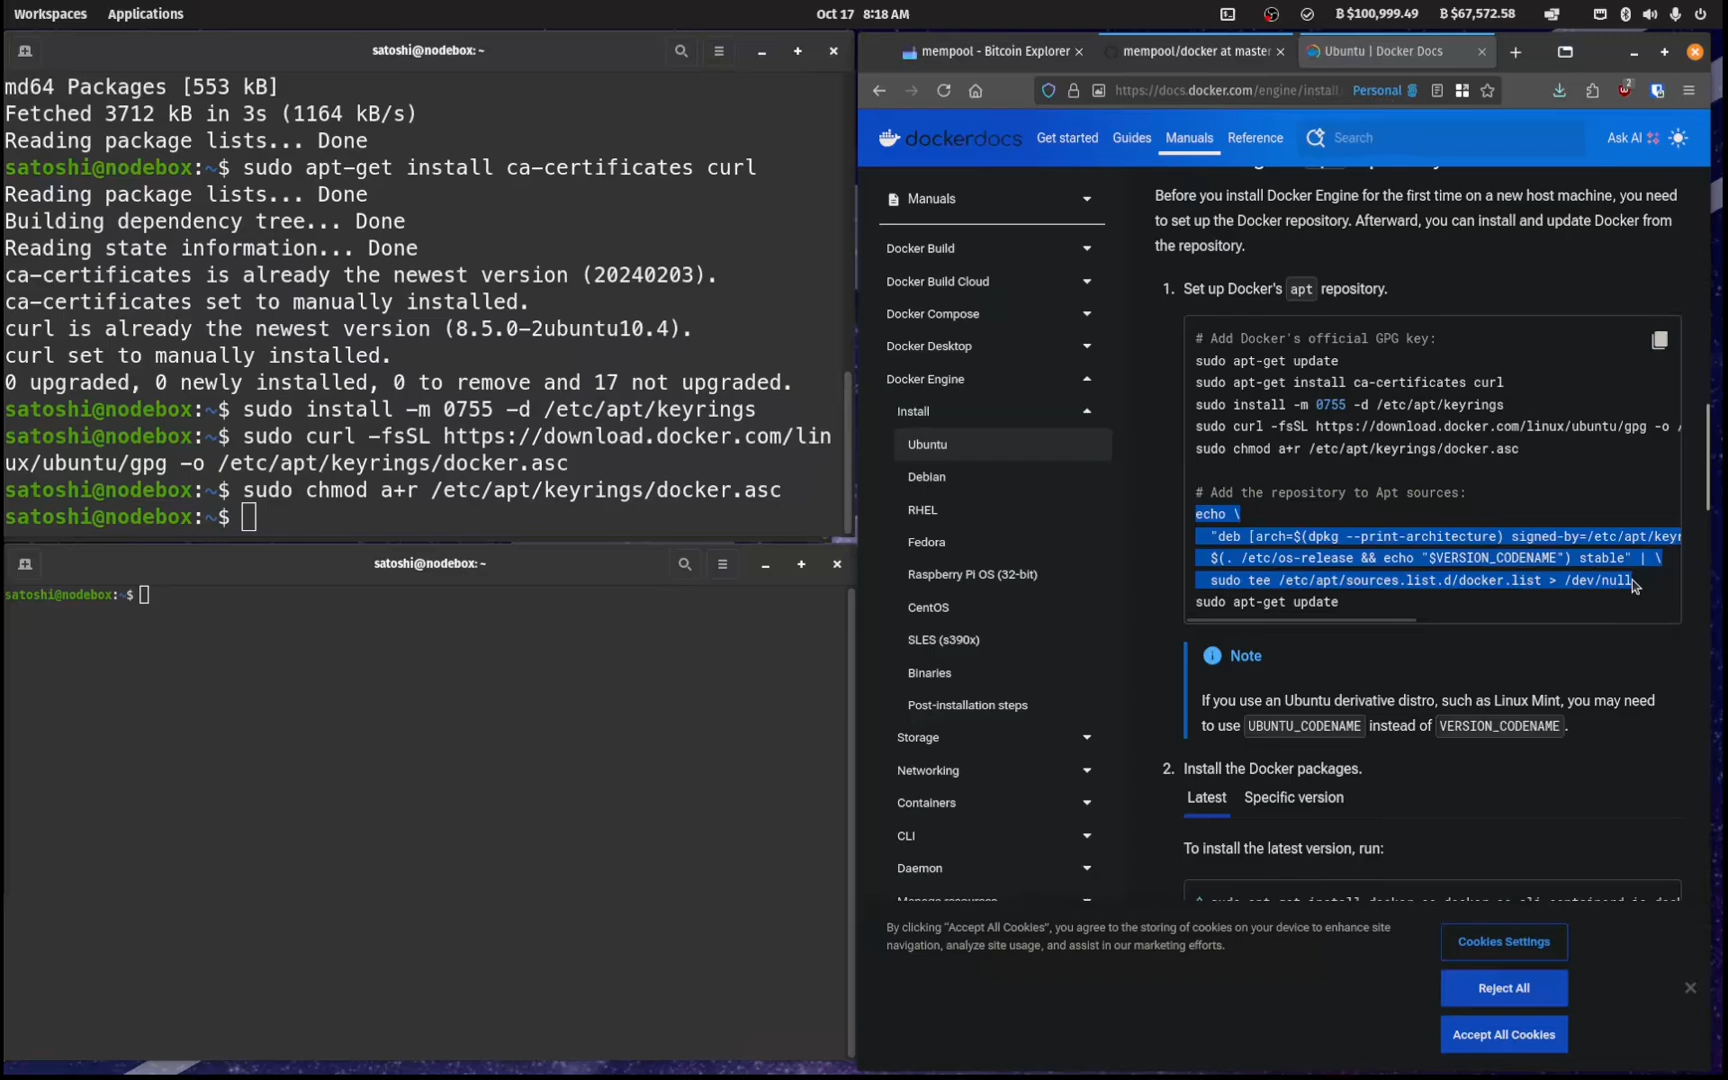 Workspaces
Applications
Oct 17 8:18 AM
₿ $100,999.49
₿ $67,572.58
satoshi@nodebox: ~
md64 Packages [553 kB]
Fetched 3712 kB in 3s (1164 kB/s)
Reading package lists... Done
satoshi@nodebox:~$ sudo apt-get install ca-certificates curl
Reading package lists... Done
Building dependency tree... Done
Reading state information... Done
ca-certificates is already the newest version (20240203).
ca-certificates set to manually installed.
curl is already the newest version (8.5.0-2ubuntu10.4).
curl set to manually installed.
0 upgraded, 0 newly installed, 0 to remove and 17 not upgraded.
satoshi@nodebox:~$ sudo install -m 0755 -d /etc/apt/keyrings
satoshi@nodebox:~$ sudo curl -fsSL https://download.docker.com/lin
ux/ubuntu/gpg -o /etc/apt/keyrings/docker.asc
satoshi@nodebox:~$ sudo chmod a+r /etc/apt/keyrings/docker.asc
satoshi@nodebox:~$
satoshi@nodebox: ~
satoshi@nodebox:~$
mempool - Bitcoin Explorer
mempool/docker at master
Ubuntu | Docker Docs
https://docs.docker.com/engine/install
Personal
2
dockerdocs
Get started
Guides
Manuals
Reference
Search
Ask AI
Manuals
Docker Build
Docker Build Cloud
Docker Compose
Docker Desktop
Docker Engine
Install
Ubuntu
Debian
RHEL
Fedora
Raspberry Pi OS (32-bit)
CentOS
SLES (s390x)
Binaries
Post-installation steps
Storage
Networking
Containers
CLI
Daemon
Before you install Docker Engine for the first time on a new host machine, you need
to set up the Docker repository. Afterward, you can install and update Docker from
the repository.
1. Set up Docker's apt repository.
# Add Docker's official GPG key:
sudo apt-get update
sudo apt-get install ca-certificates curl
sudo install -m 0755 -d /etc/apt/keyrings
sudo curl -fsSL https://download.docker.com/linux/ubuntu/gpg -o /
sudo chmod a+r /etc/apt/keyrings/docker.asc
# Add the repository to Apt sources:
echo \
"deb [arch=$(dpkg --print-architecture) signed-by=/etc/apt/keyr
$(. /etc/os-release && echo "$VERSION_CODENAME") stable" | \
sudo tee /etc/apt/sources.list.d/docker.list > /dev/null
sudo apt-get update
Note
If you use an Ubuntu derivative distro, such as Linux Mint, you may need
to use UBUNTU_CODENAME instead of VERSION_CODENAME.
2. Install the Docker packages.
Latest
Specific version
To install the latest version, run:
By clicking "Accept All Cookies", you agree to the storing of cookies on your device to enhance site
navigation, analyze site usage, and assist in our marketing efforts.
Cookies Settings
Reject All
Accept All Cookies